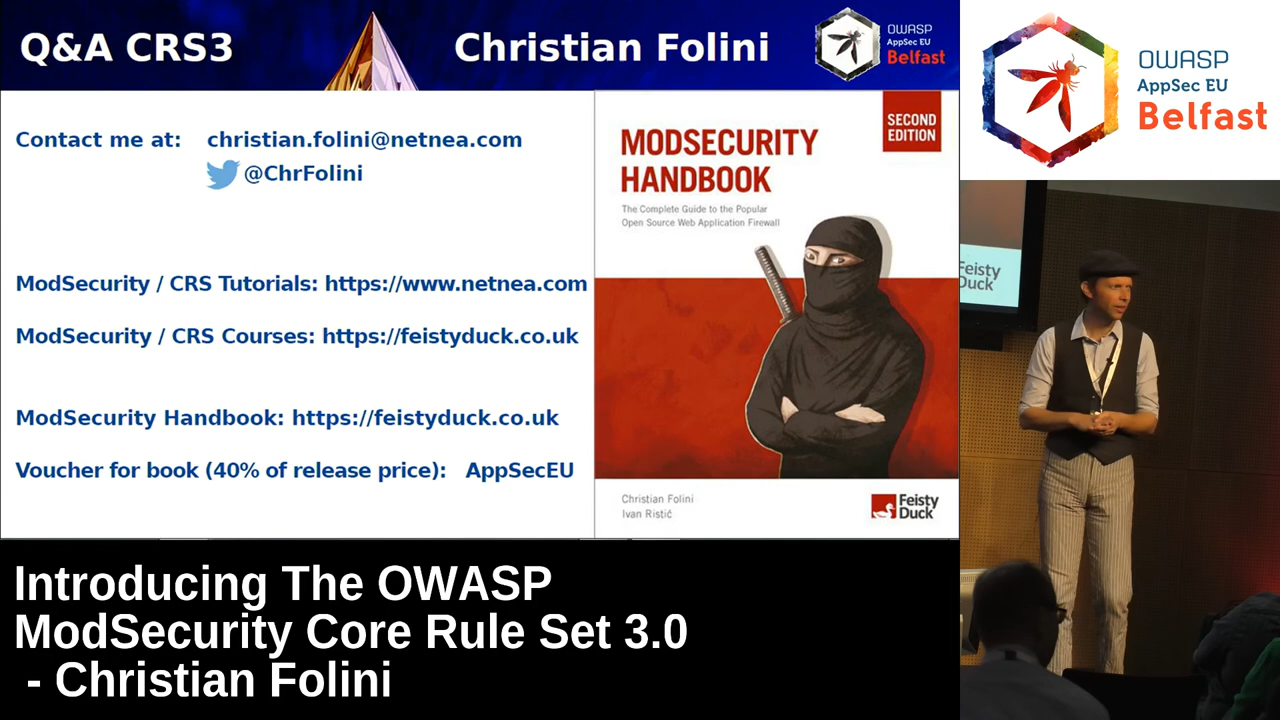 Q&A CRS3
Christian Folini
OWASP
AppSec EU
Belfast
Contact me at: christian.folini@netnea.com
@ChrFolini
ModSecurity / CRS Tutorials: https://www.netnea.com
ModSecurity / CRS Courses: https://feistyduck.co.uk
ModSecurity Handbook: https://feistyduck.co.uk
Voucher for book (40% of release price): AppSecEU
SECOND
EDITION
MODSECURITY
HANDBOOK
The Complete Guide to the Popular
Open Source Web Application Firewall
Christian Folini
Ivan Ristić
Feisty
Duck
OWASP
AppSec EU
Belfast
Feisty
Duck
Introducing The OWASP
ModSecurity Core Rule Set 3.0
- Christian Folini